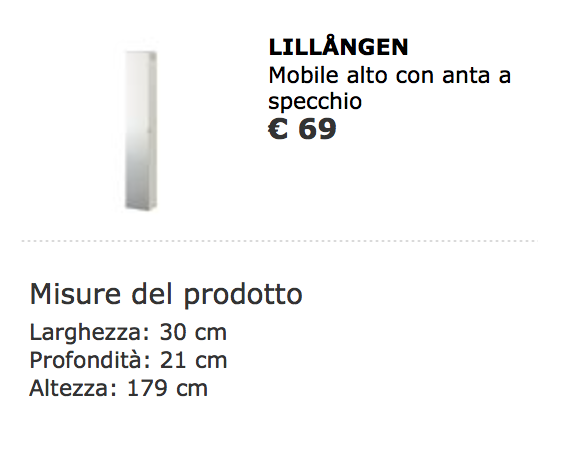 LILLÅNGEN
Mobile alto con anta a
specchio
€ 69
Misure del prodotto
Larghezza: 30 cm
Profondità: 21 cm
Altezza: 179 cm